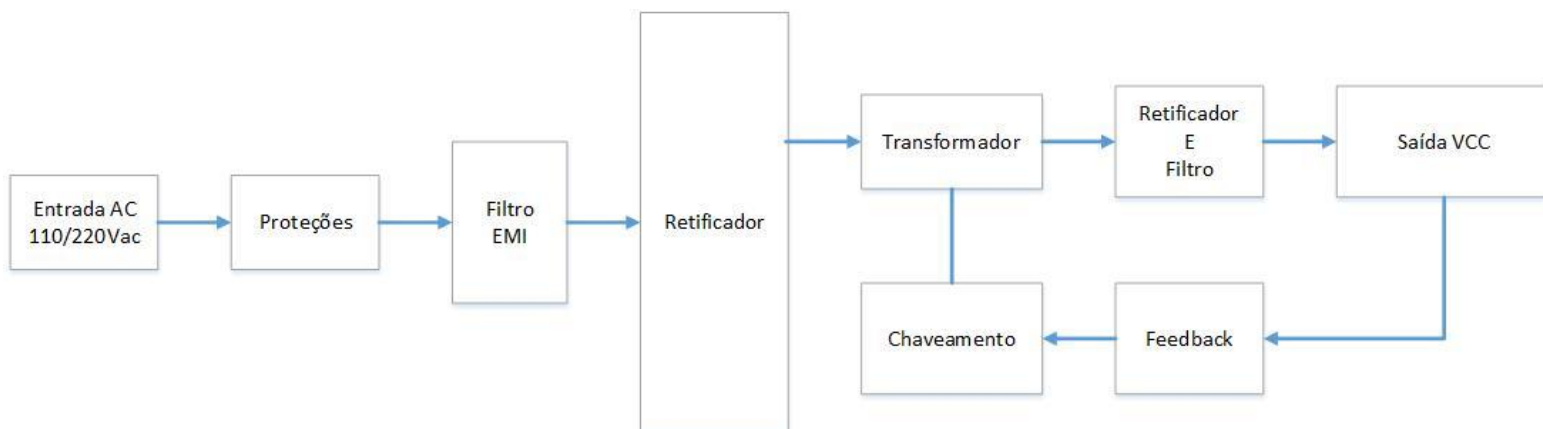 Entrada AC
110/220Vac
Proteções
Filtro
EMI
Retificador
Transformador
Retificador
E
Filtro
Saída VCC
Chaveamento
Feedback